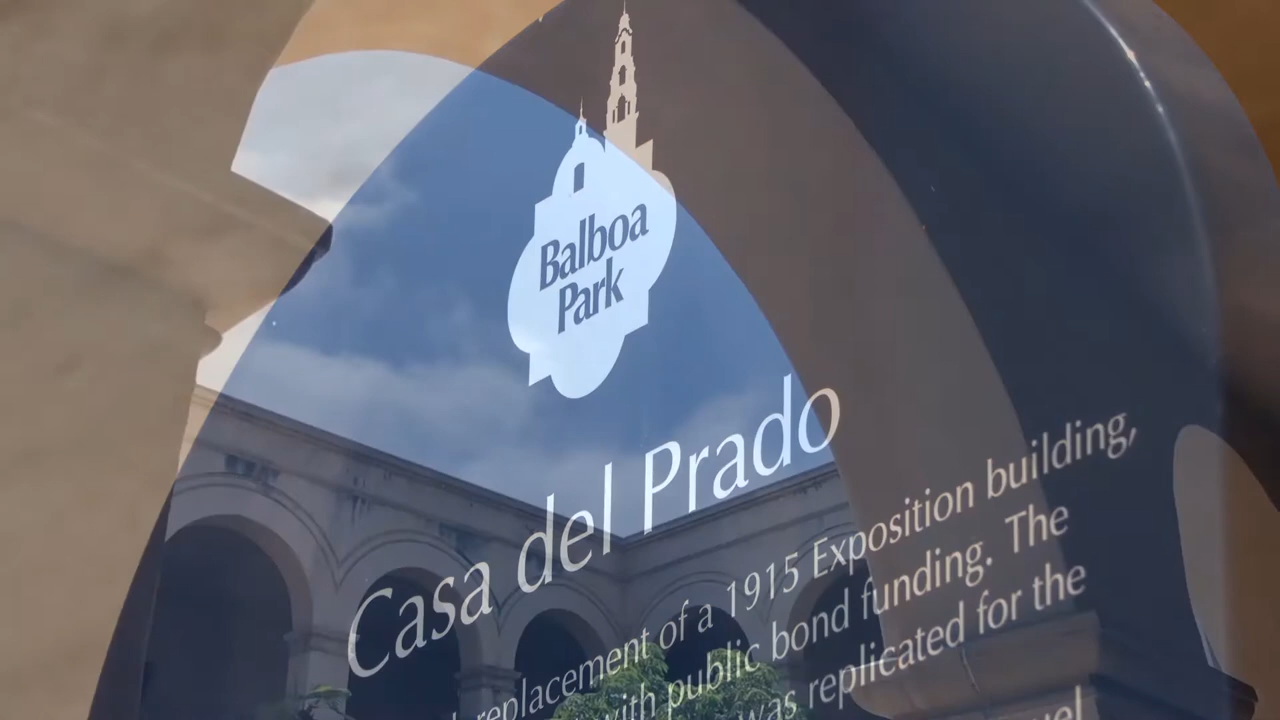 Balboa
Park
Casa del Prado
replacement of a 1915 Exposition building,
with public bond funding. The
was replicated for the